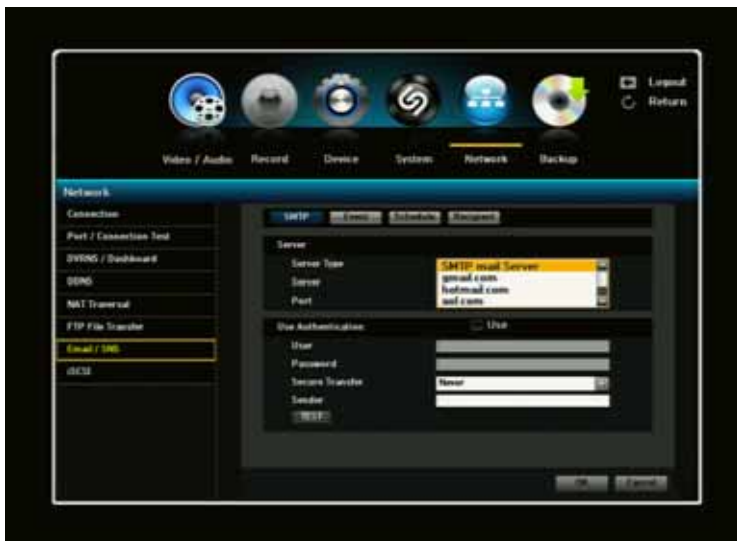 Logout
Return
Video / Audio
Record
Device
System
Network
Backup
Network
Connection
Port / Connection Test
DVRNS / Dashboard
DDNS
NAT Traversal
FTP File Transfer
Email / SNS
iSCSI
SMTP
Event
Schedule
Recipient
Server
Server Type
SMTP mail Server
gmail.com
hotmail.com
aol.com
Server
Port
Use Authentication
Use
User
Password
Secure Transfer
Never
Sender
TEST
OK
Cancel